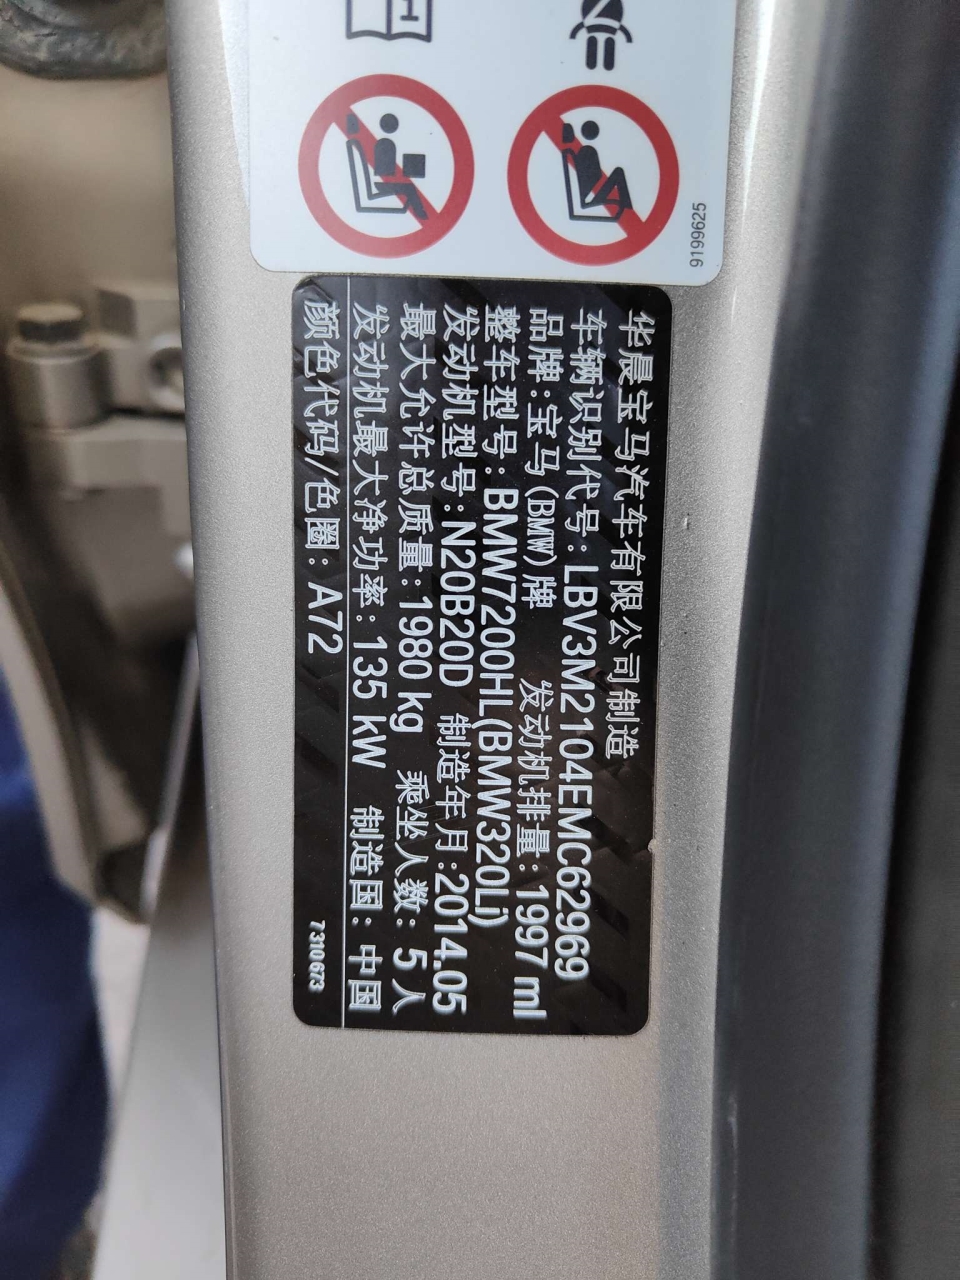 9199625
华晨宝马汽车有限公司制造
车辆识别代号:LBV3M2104EMC62969
品牌:宝马(BMW)牌 发动机排量:1997 ml
整车型号:BMW7200HL(BMW320Li)
发动机型号:N20B20D 制造年月:2014.05
最大允许总质量:1980 kg 乘坐人数:5人
发动机最大净功率:135 kW 制造国:中国
颜色代码/色圈:A72
7310673